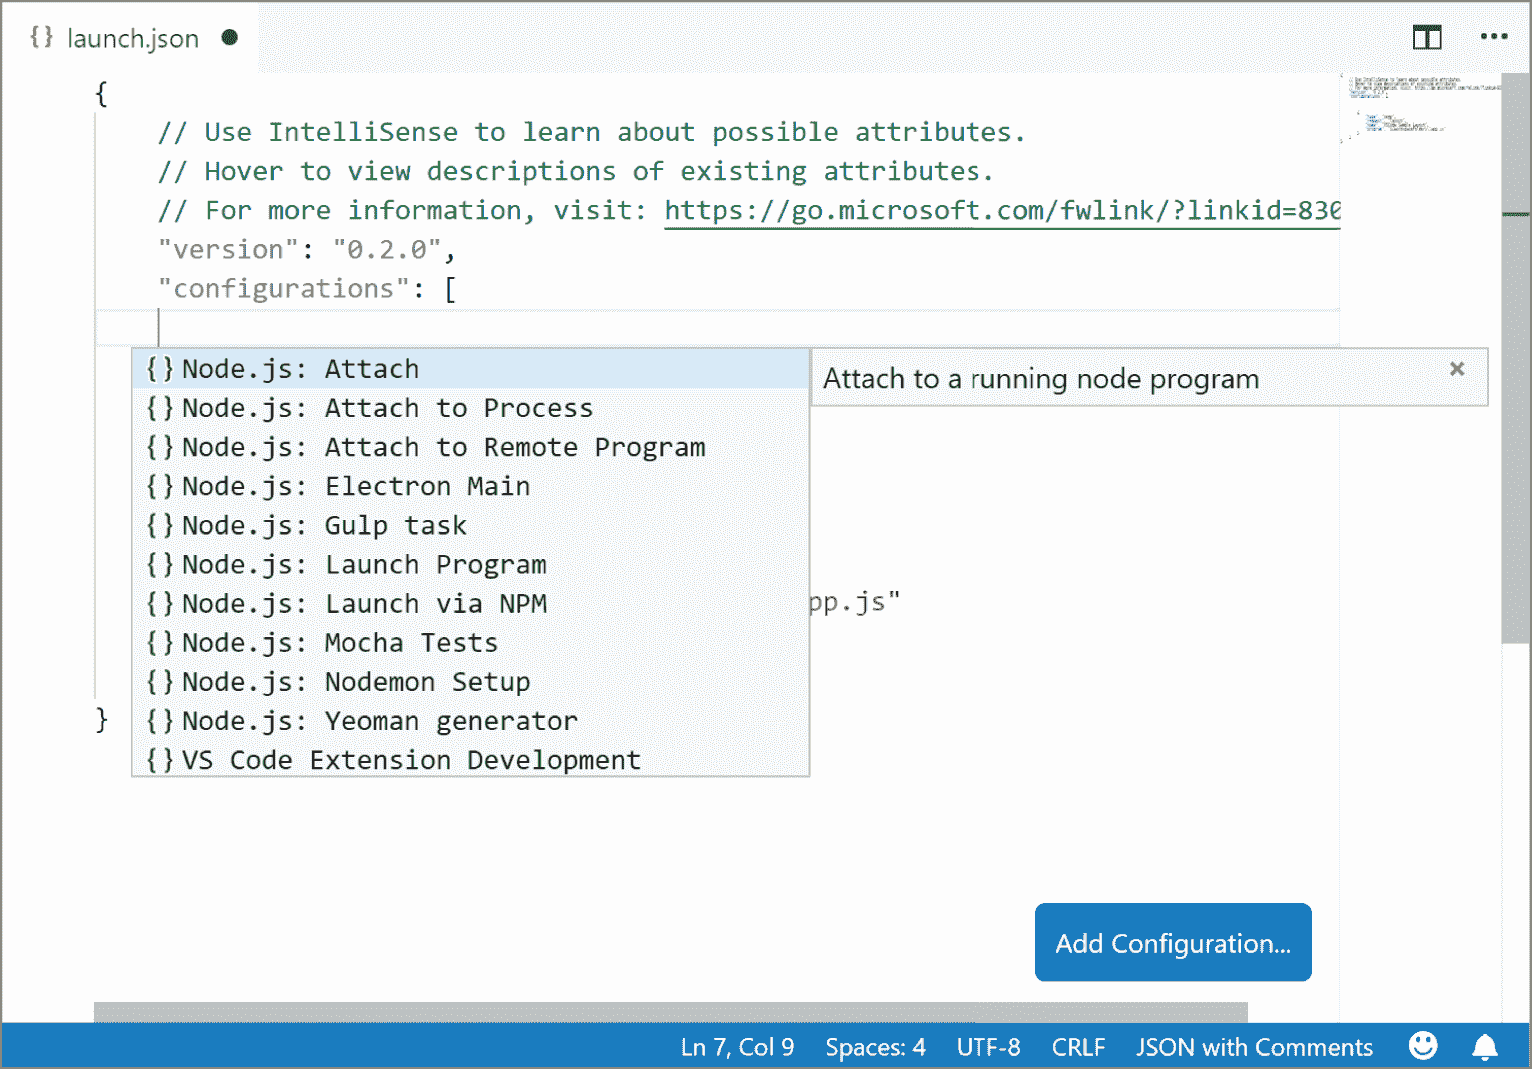 {} launch.json
{
// Use IntelliSense to learn about possible attributes.
// Hover to view descriptions of existing attributes.
// For more information, visit: https://go.microsoft.com/fwlink/?linkid=830
"version": "0.2.0",
"configurations": [
{} Node.js: Attach
Attach to a running node program
{} Node.js: Attach to Process
{} Node.js: Attach to Remote Program
{} Node.js: Electron Main
{} Node.js: Gulp task
{} Node.js: Launch Program
{} Node.js: Launch via NPM
pp.js"
{} Node.js: Mocha Tests
{} Node.js: Nodemon Setup
} {} Node.js: Yeoman generator
{} VS Code Extension Development
Add Configuration...
Ln 7, Col 9 Spaces: 4 UTF-8 CRLF JSON with Comments